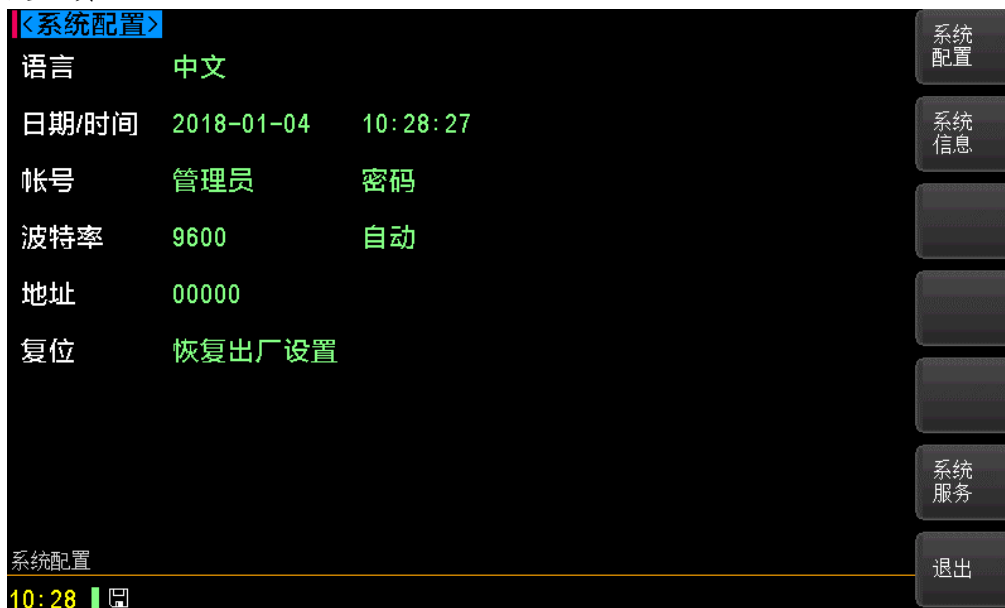 <系统配置>
语言 中文
日期/时间 2018-01-04 10:28:27
帐号 管理员 密码
波特率 9600 自动
地址 00000
复位 恢复出厂设置
系统配置
10:28
系统
配置
系统
信息
系统
服务
退出